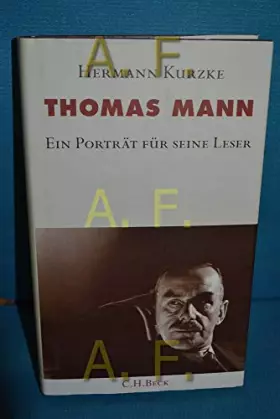 A. F.
HERMANN KURZKE
THOMAS MANN
EIN PORTRÄT FÜR SEINE LESER
A. F.
A. F.
C.H.BECK